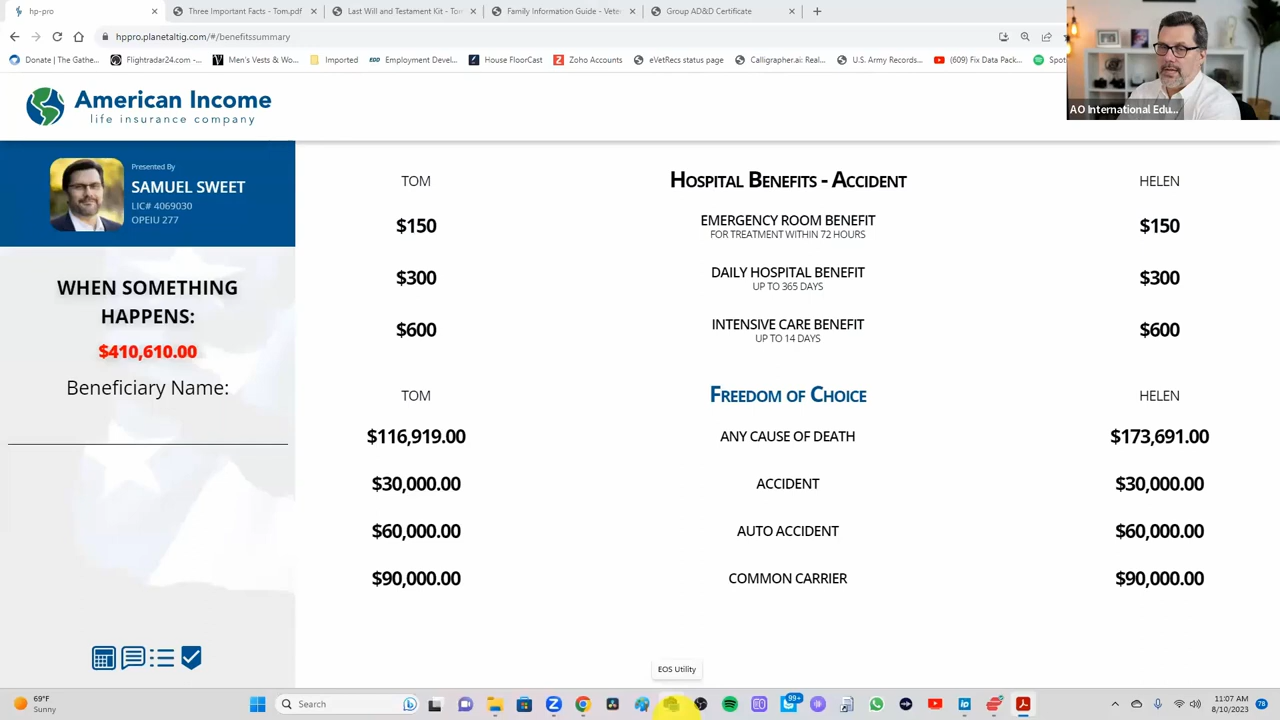 hp-pro
Three Important Facts - Tom.pdf
Last Will and Testament Kit - Tom
Family Information Guide - Veter
Group AD&D Certificate
hppro.planetaltig.com/#/benefitssummary
Donate | The Gathe...
Flightradar24.com -...
Men's Vests & Wo...
Imported
EDD
Employment Devel...
House FloorCast
Zoho Accounts
eVetRecs status page
Calligrapher.ai: Real...
U.S. Army Records...
(609) Fix Data Pack...
Spot
AO International Edu...
American Income
life insurance company
Presented By
SAMUEL SWEET
LIC# 4069030
OPEIU 277
WHEN SOMETHING
HAPPENS:
$410,610.00
Beneficiary Name:
TOM HOSPITAL BENEFITS - ACCIDENT HELEN
$150 EMERGENCY ROOM BENEFIT $150
FOR TREATMENT WITHIN 72 HOURS
$300 DAILY HOSPITAL BENEFIT $300
UP TO 365 DAYS
$600 INTENSIVE CARE BENEFIT $600
UP TO 14 DAYS
TOM FREEDOM OF CHOICE HELEN
$116,919.00 ANY CAUSE OF DEATH $173,691.00
$30,000.00 ACCIDENT $30,000.00
$60,000.00 AUTO ACCIDENT $60,000.00
$90,000.00 COMMON CARRIER $90,000.00
EOS Utility
69°F
Sunny
Search
99+
11:07 AM
8/10/2023
78